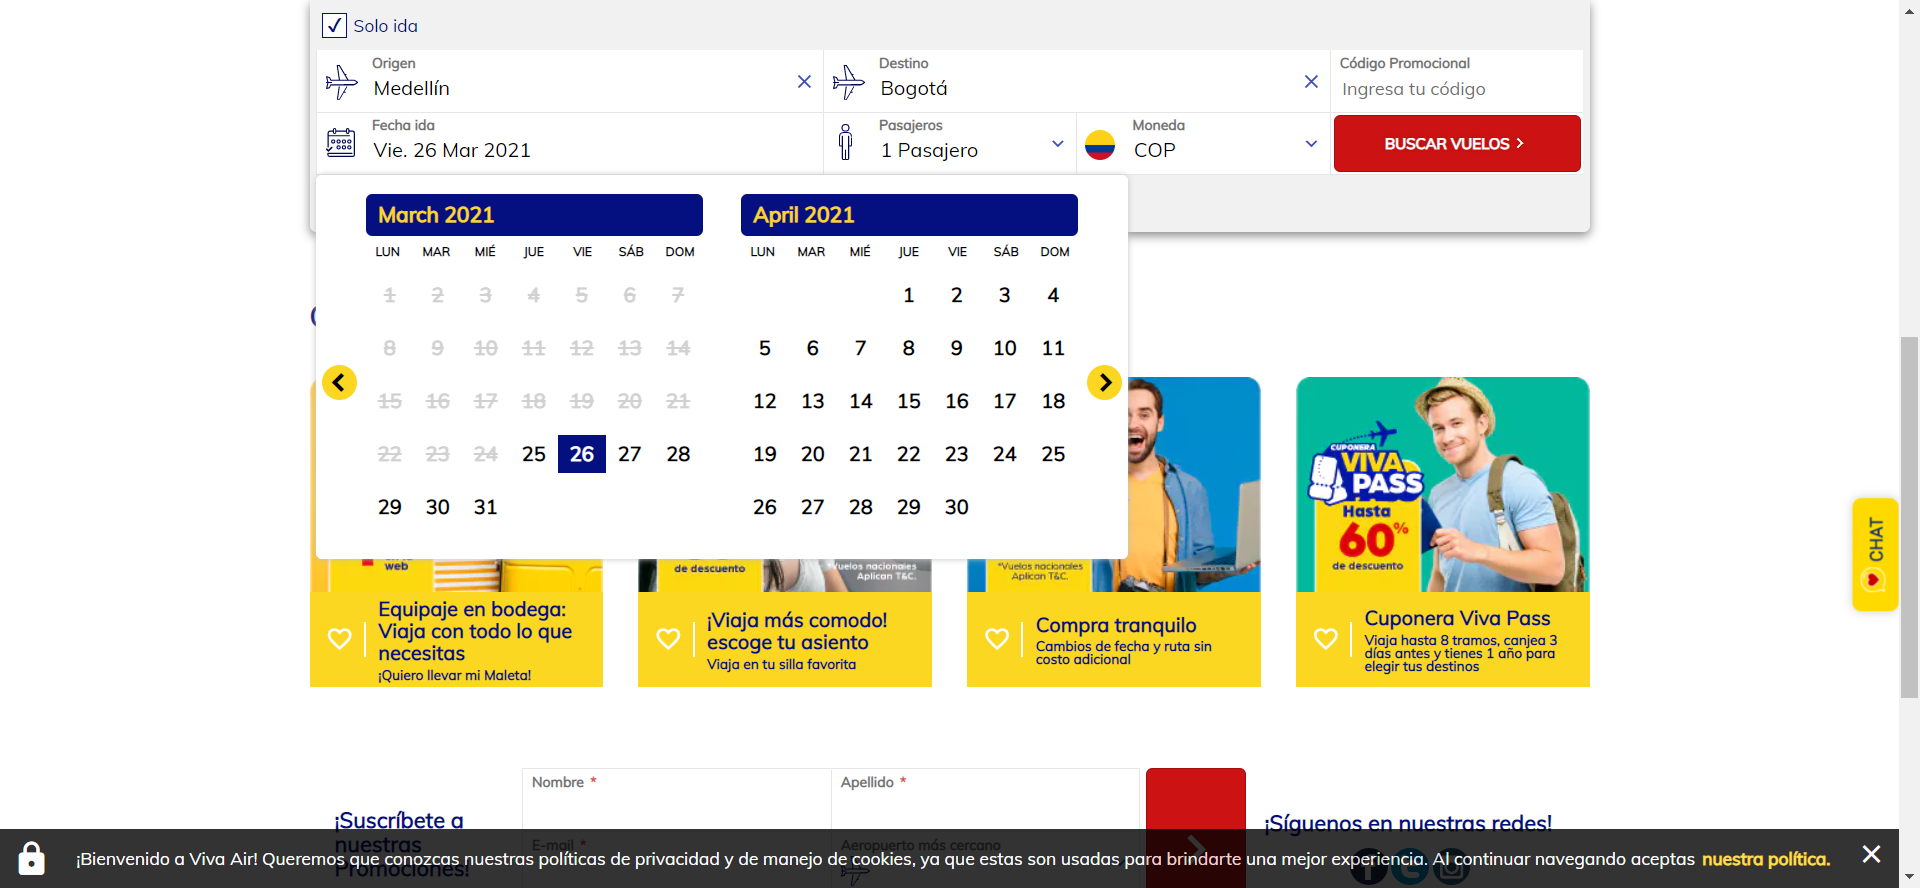 Solo ida
Origen
Medellín
Destino
Bogotá
Código Promocional
Ingresa tu código
Fecha ida
Vie. 26 Mar 2021
Pasajeros
1 Pasajero
Moneda
COP
BUSCAR VUELOS
March 2021
LUN MAR MIÉ JUE VIE SÁB DOM
1 2 3 4 5 6 7
8 9 10 11 12 13 14
15 16 17 18 19 20 21
22 23 24 25 26 27 28
29 30 31
April 2021
LUN MAR MIÉ JUE VIE SÁB DOM
1 2 3 4
5 6 7 8 9 10 11
12 13 14 15 16 17 18
19 20 21 22 23 24 25
26 27 28 29 30
web
de descuento
*Vuelos nacionales
Aplican T&C.
*Vuelos nacionales
Aplican T&C.
CUPONERA
VIVA
PASS
Hasta
60%
de descuento
Equipaje en bodega:
Viaja con todo lo que
necesitas
¡Quiero llevar mi Maleta!
¡Viaja más comodo!
escoge tu asiento
Viaja en tu silla favorita
Compra tranquilo
Cambios de fecha y ruta sin
costo adicional
Cuponera Viva Pass
Viaja hasta 8 tramos, canjea 3
días antes y tienes 1 año para
elegir tus destinos
CHAT
¡Suscríbete a
nuestras
Promociones!
Nombre *
Apellido *
E-mail *
Aeropuerto más cercano
¡Síguenos en nuestras redes!
¡Bienvenido a Viva Air! Queremos que conozcas nuestras políticas de privacidad y de manejo de cookies, ya que estas son usadas para brindarte una mejor experiencia. Al continuar navegando aceptas nuestra política.